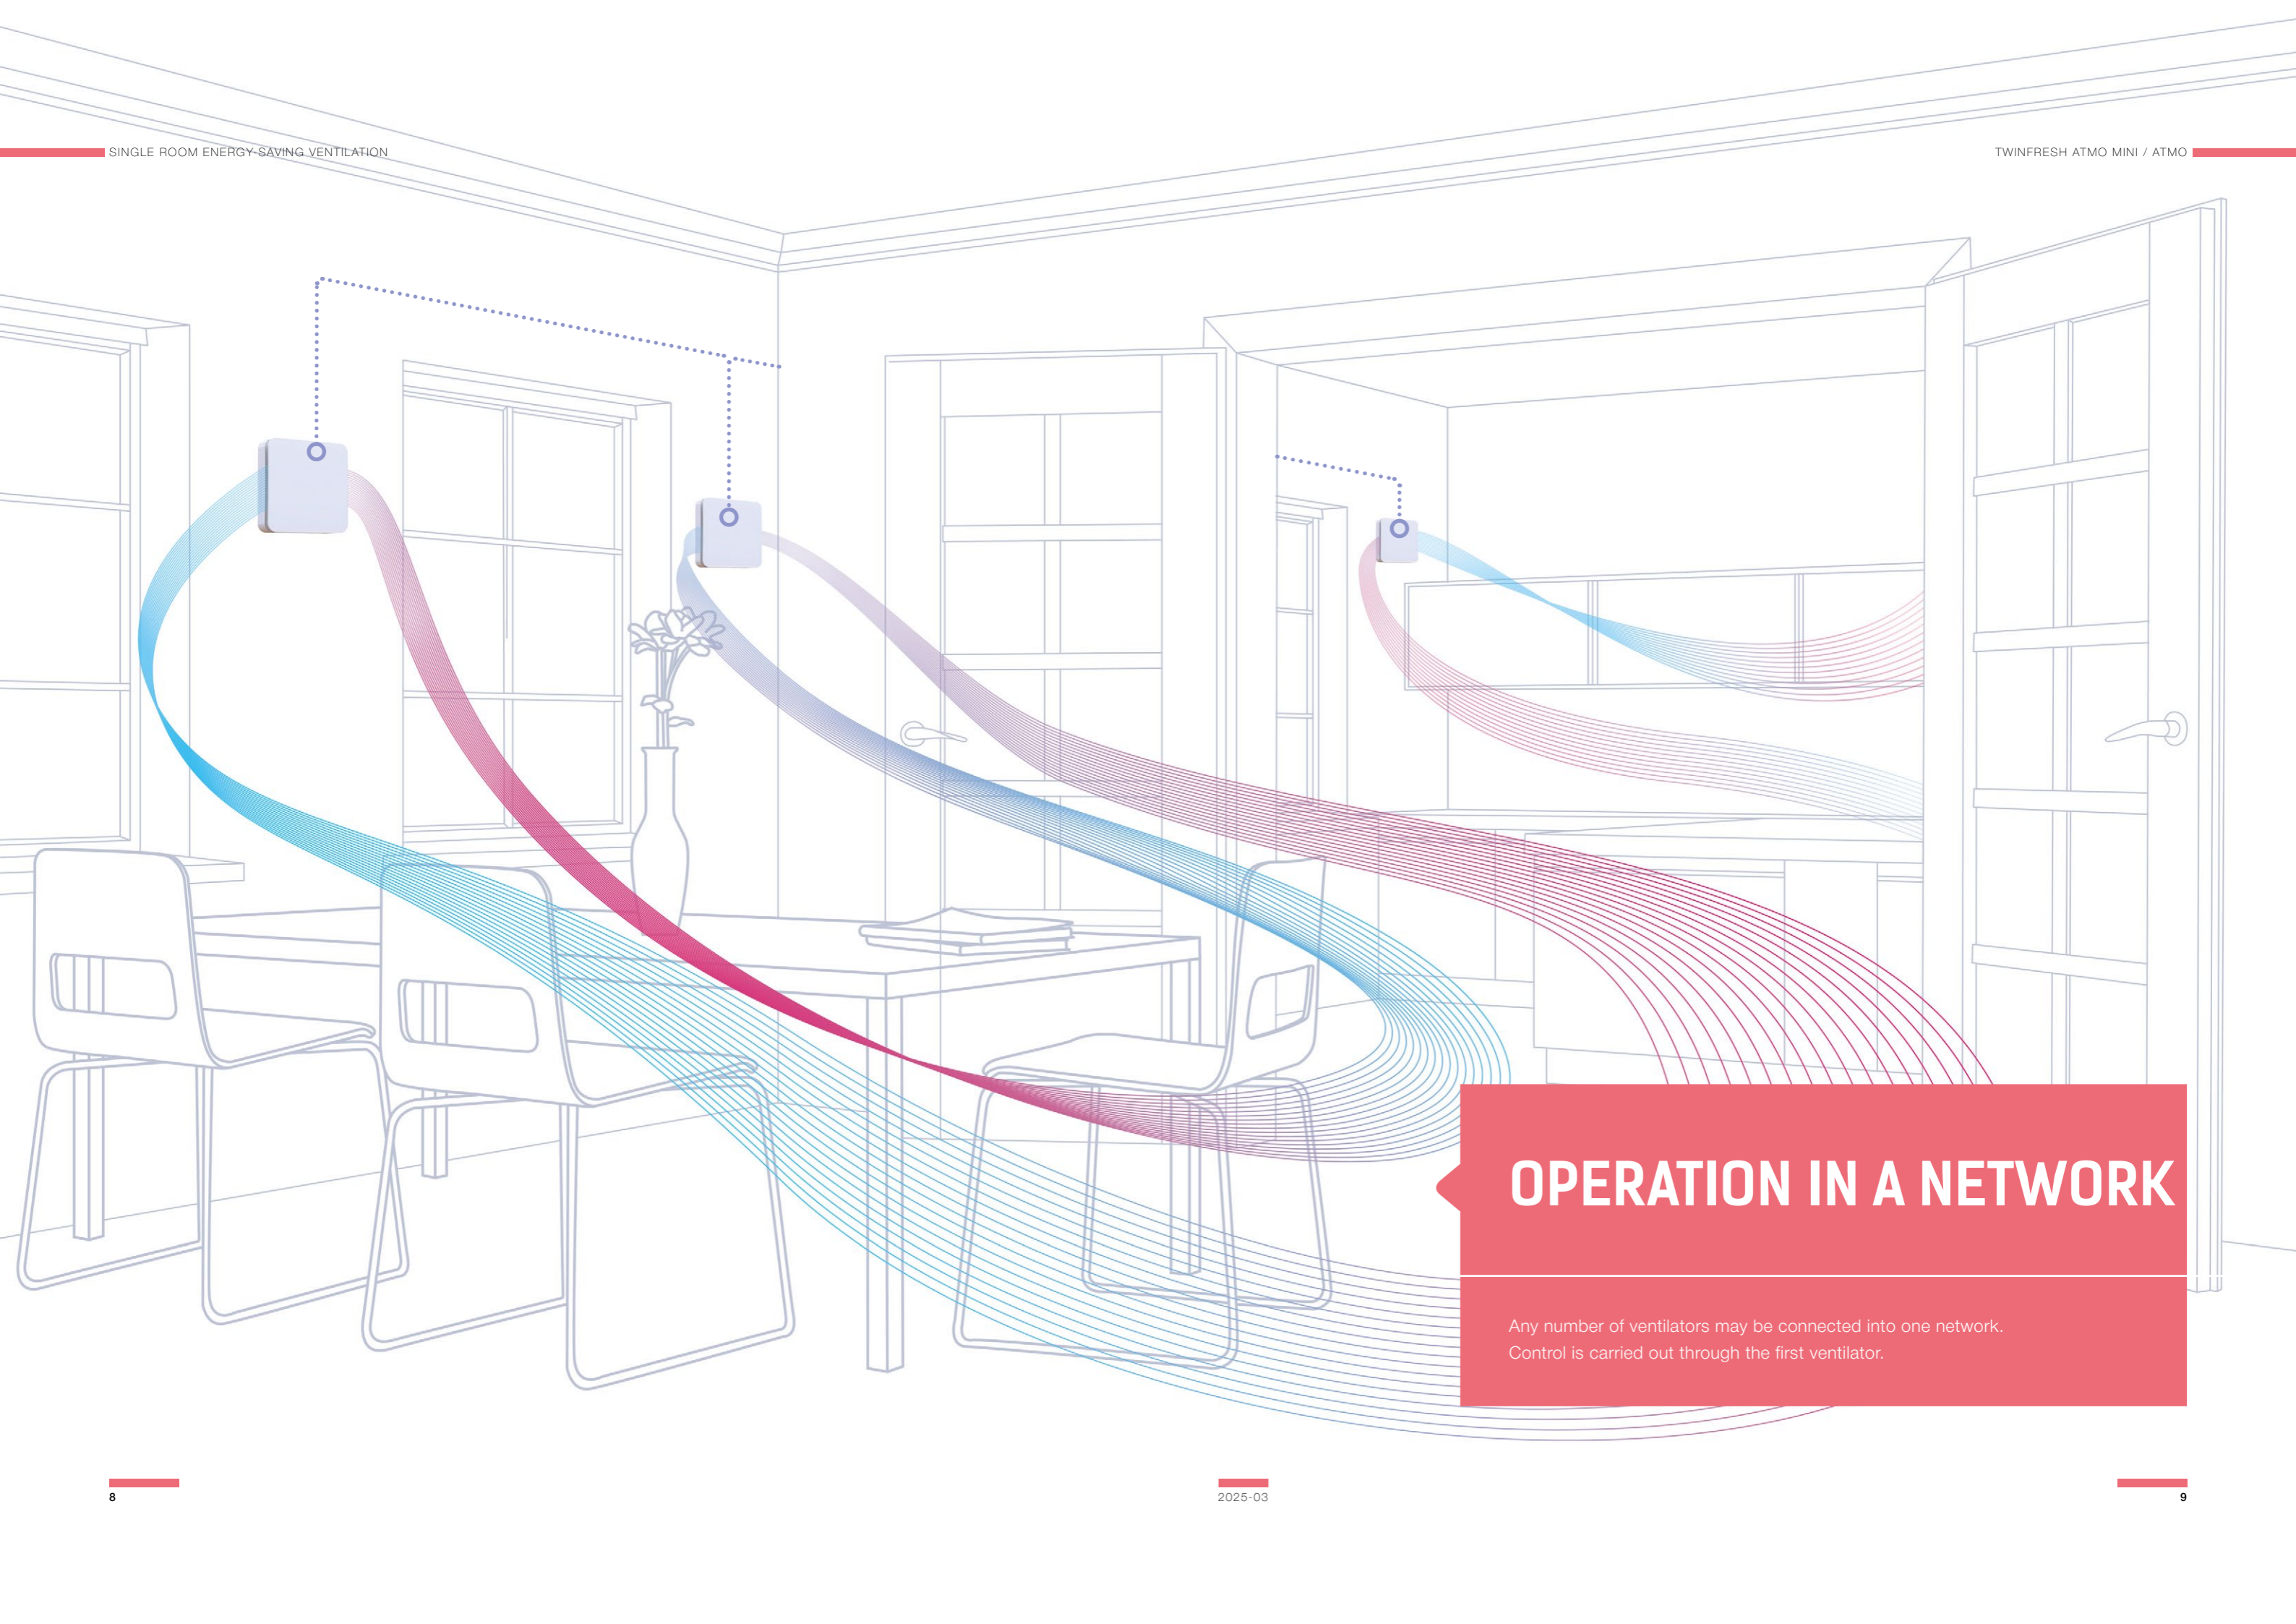 SINGLE ROOM ENERGY-SAVING VENTILATION
TWINFRESH ATMO MINI / ATMO
OPERATION IN A NETWORK
Any number of ventilators may be connected into one network.
Control is carried out through the first ventilator.
8
2025-03
9